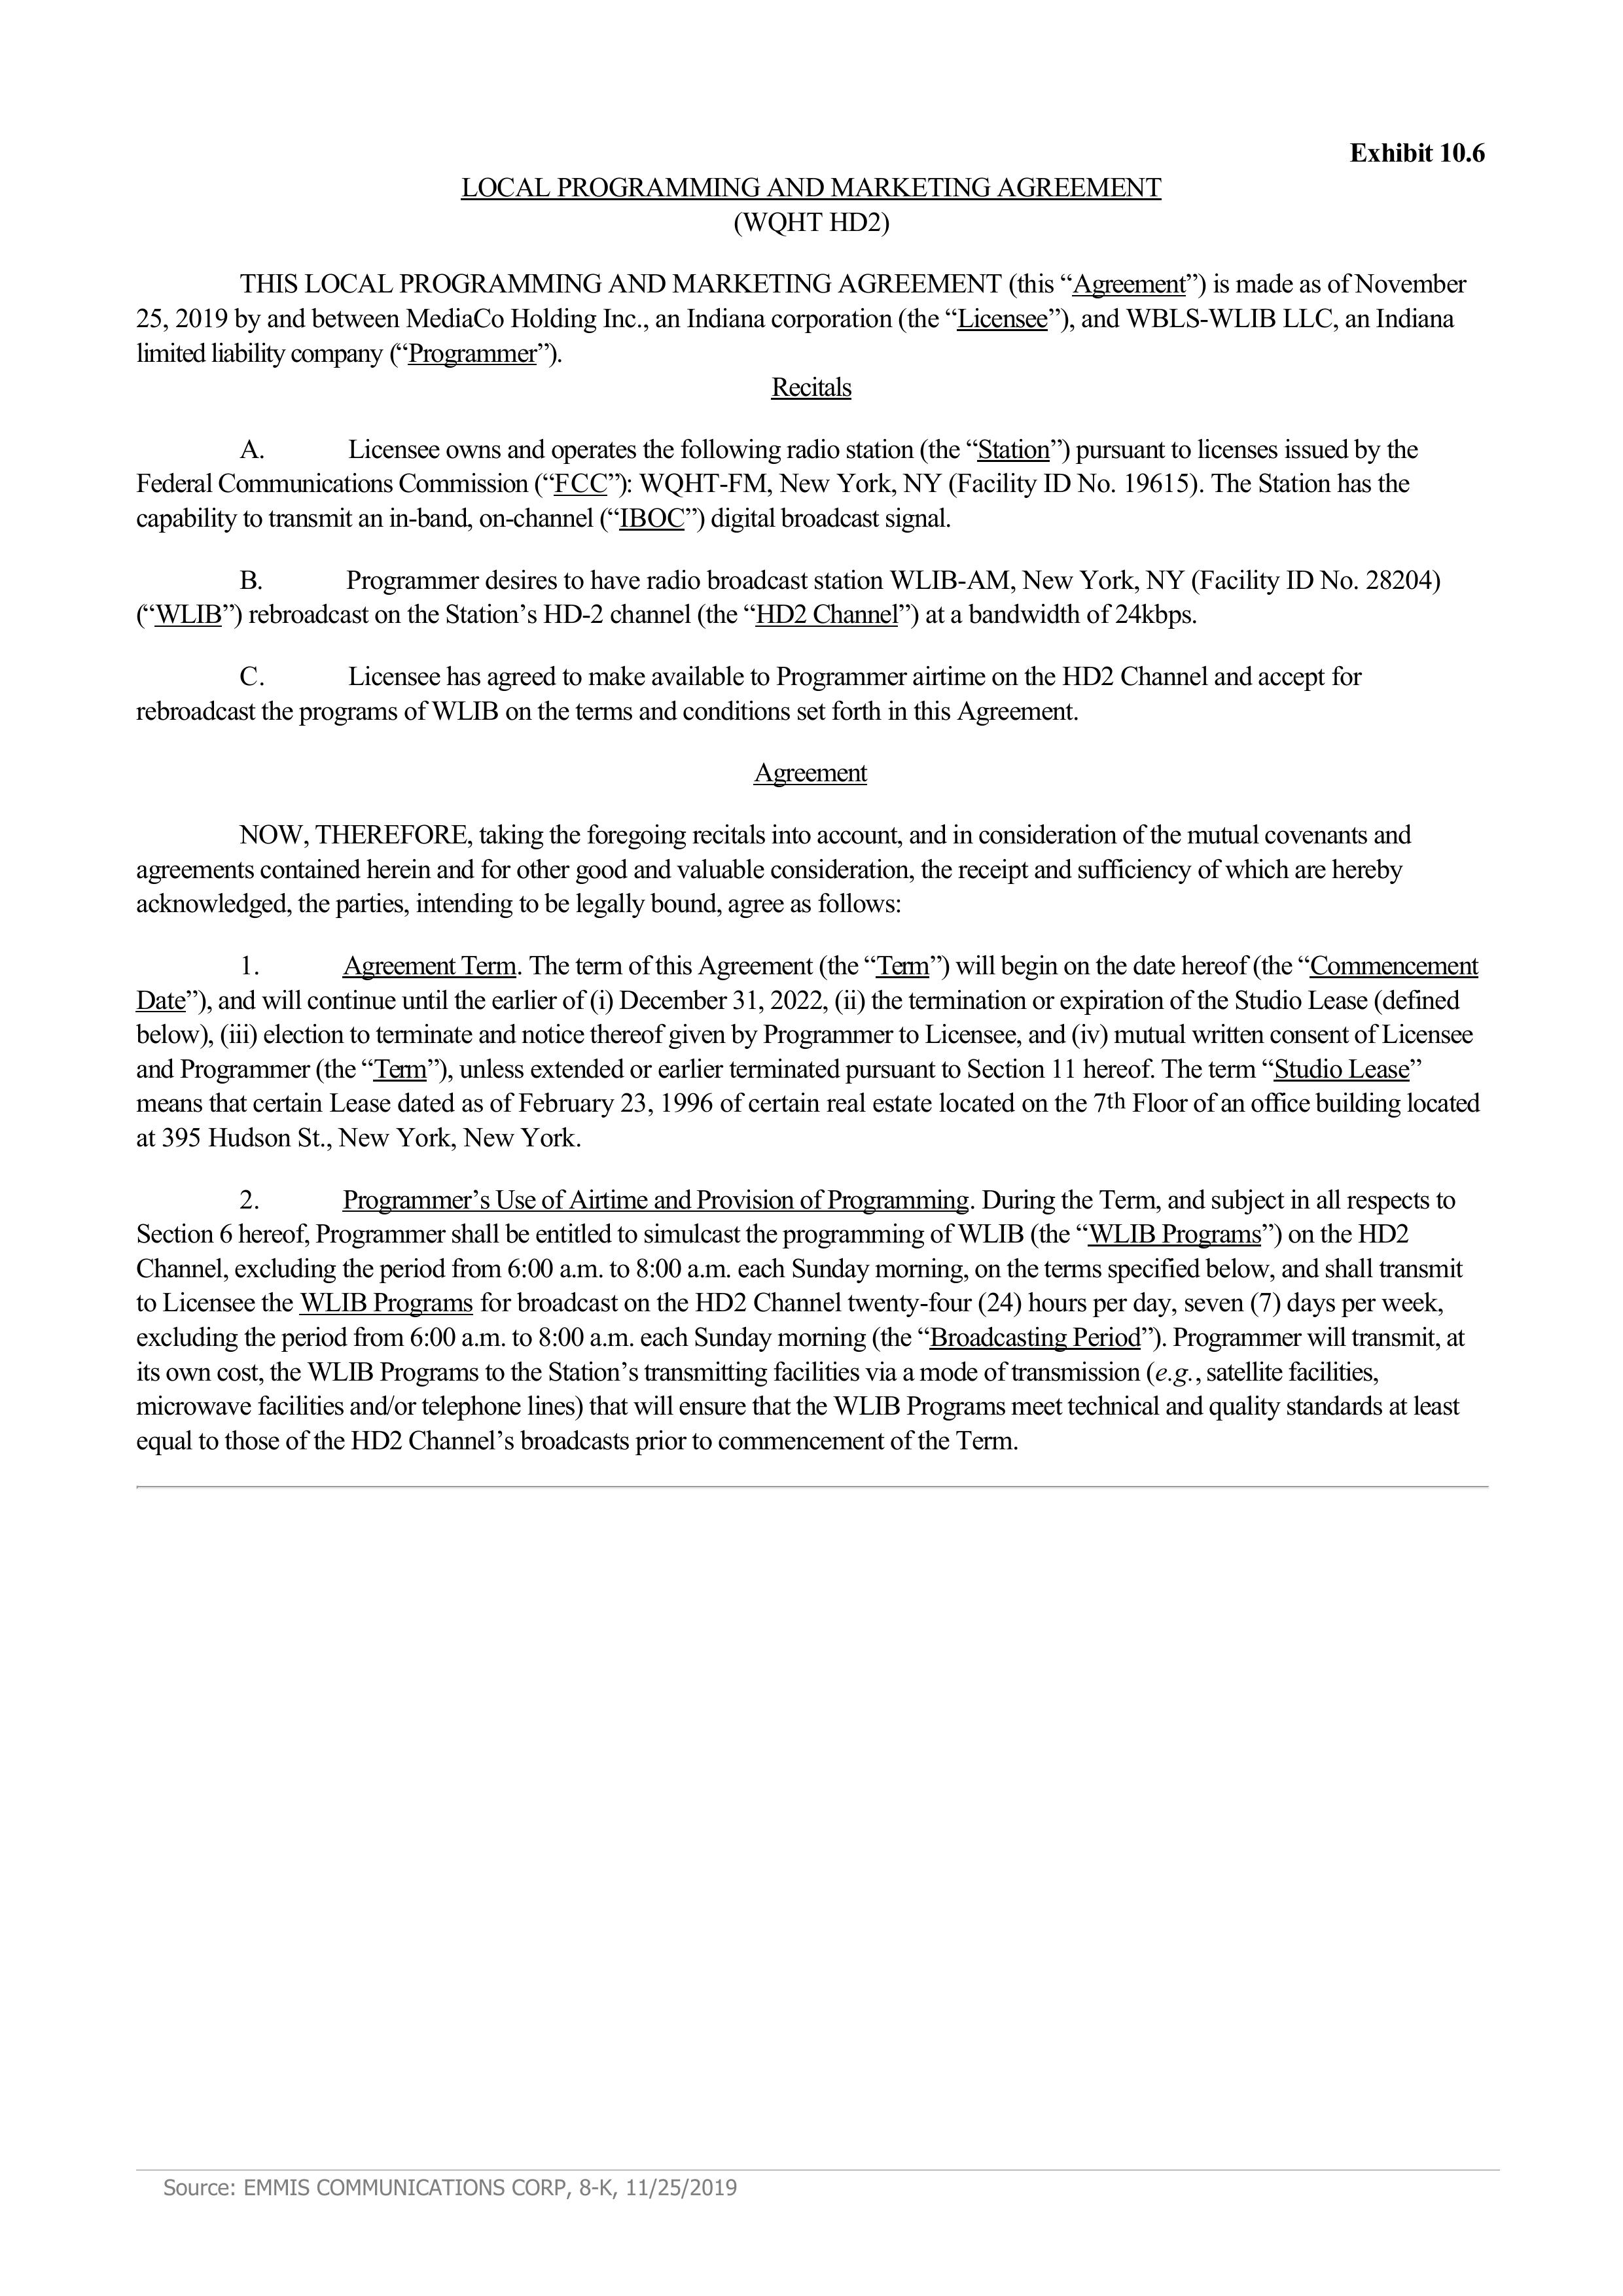 Exhibit 10.6
LOCAL PROGRAMMING AND MARKETING AGREEMENT
(WQHT HD2)
THIS LOCAL PROGRAMMING AND MARKETING AGREEMENT (this “Agreement”) is made as of November
25, 2019 by and between MediaCo Holding Inc., an Indiana corporation (the “Licensee”), and WBLS-WLIB LLC, an Indiana
limited liability company (“Programmer”).
Recitals
A. Licensee owns and operates the following radio station (the “Station”) pursuant to licenses issued by the
Federal Communications Commission (“FCC”): WQHT-FM, New York, NY (Facility ID No. 19615). The Station has the
capability to transmit an in-band, on-channel (“IBOC”) digital broadcast signal.
B. Programmer desires to have radio broadcast station WLIB-AM, New York, NY (Facility ID No. 28204)
(“WLIB”) rebroadcast on the Station’s HD-2 channel (the “HD2 Channel”) at a bandwidth of 24kbps.
C. Licensee has agreed to make available to Programmer airtime on the HD2 Channel and accept for
rebroadcast the programs of WLIB on the terms and conditions set forth in this Agreement.
Agreement
NOW, THEREFORE, taking the foregoing recitals into account, and in consideration of the mutual covenants and
agreements contained herein and for other good and valuable consideration, the receipt and sufficiency of which are hereby
acknowledged, the parties, intending to be legally bound, agree as follows:
1. Agreement Term. The term of this Agreement (the “Term”) will begin on the date hereof (the “Commencement
Date”), and will continue until the earlier of (i) December 31, 2022, (ii) the termination or expiration of the Studio Lease (defined
below), (iii) election to terminate and notice thereof given by Programmer to Licensee, and (iv) mutual written consent of Licensee
and Programmer (the “Term”), unless extended or earlier terminated pursuant to Section 11 hereof. The term “Studio Lease”
means that certain Lease dated as of February 23, 1996 of certain real estate located on the 7th Floor of an office building located
at 395 Hudson St., New York, New York.
2. Programmer’s Use of Airtime and Provision of Programming. During the Term, and subject in all respects to
Section 6 hereof, Programmer shall be entitled to simulcast the programming of WLIB (the “WLIB Programs”) on the HD2
Channel, excluding the period from 6:00 a.m. to 8:00 a.m. each Sunday morning, on the terms specified below, and shall transmit
to Licensee the WLIB Programs for broadcast on the HD2 Channel twenty-four (24) hours per day, seven (7) days per week,
excluding the period from 6:00 a.m. to 8:00 a.m. each Sunday morning (the “Broadcasting Period”). Programmer will transmit, at
its own cost, the WLIB Programs to the Station’s transmitting facilities via a mode of transmission (e.g., satellite facilities,
microwave facilities and/or telephone lines) that will ensure that the WLIB Programs meet technical and quality standards at least
equal to those of the HD2 Channel’s broadcasts prior to commencement of the Term.
Source: EMMIS COMMUNICATIONS CORP, 8-K, 11/25/2019